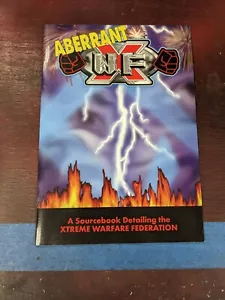 ABERRANT
XWF
A Sourcebook Detailing the
XTREME WARFARE FEDERATION